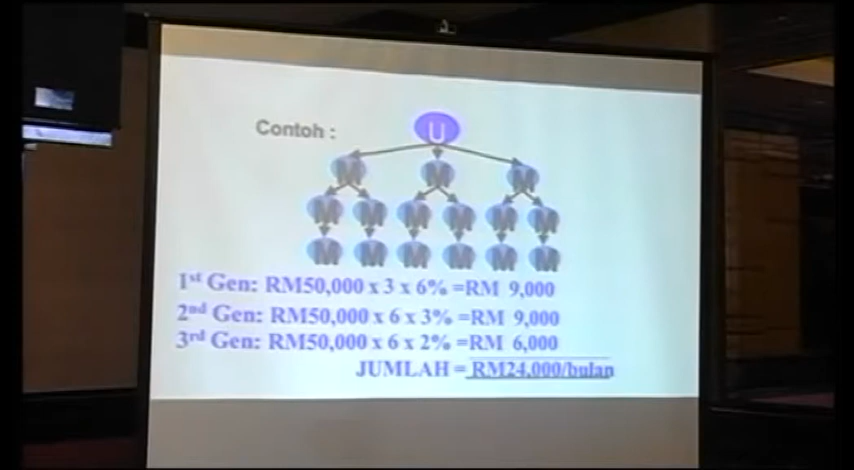 Contoh :
U
M M M
M M M M M M
M M M M M M
1st Gen: RM50,000 x 3 x 6% =RM 9,000
2nd Gen: RM50,000 x 6 x 3% =RM 9,000
3rd Gen: RM50,000 x 6 x 2% =RM 6,000
JUMLAH = RM24,000/bulan